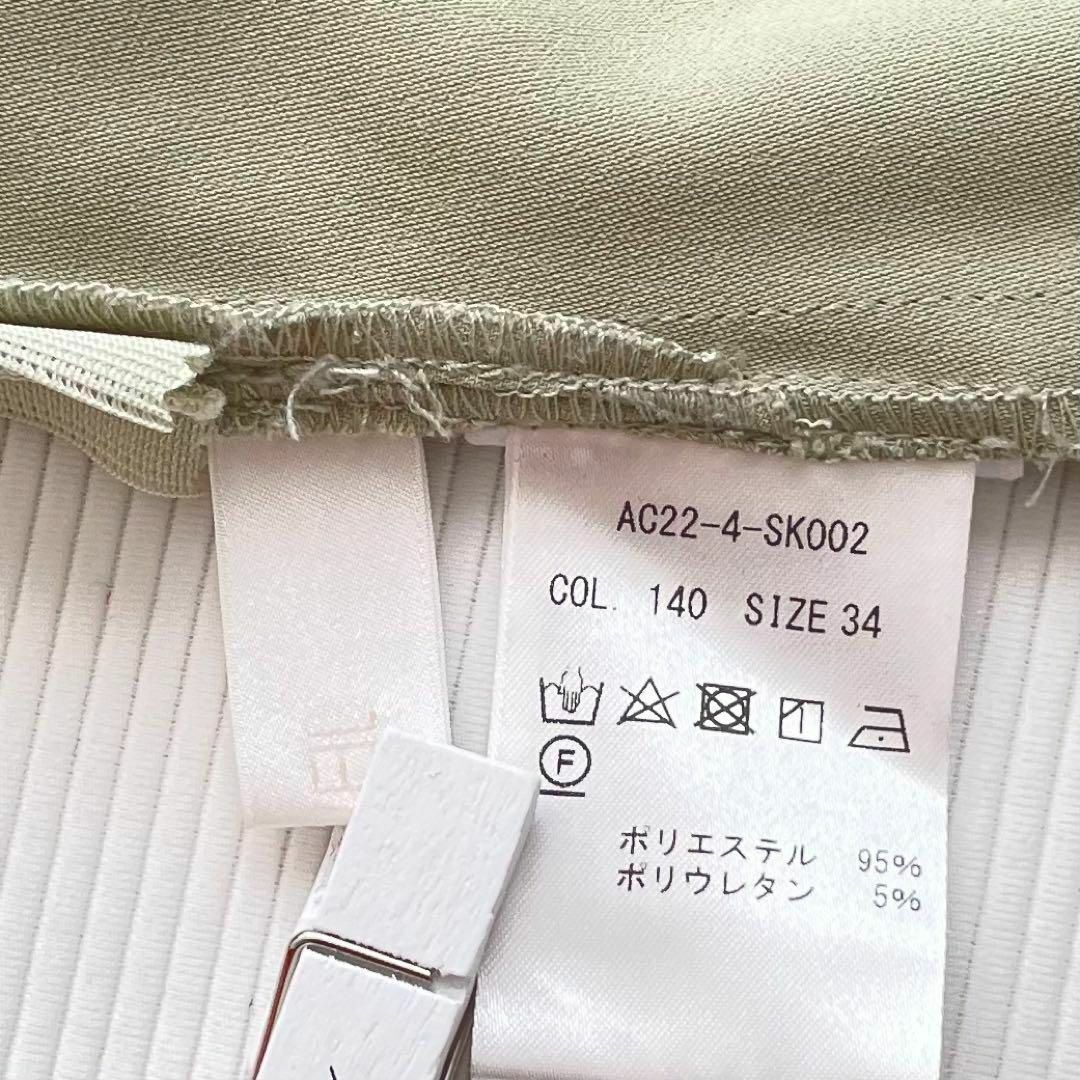 AC22-4-SK002
COL. 140 SIZE 34
F
ポリエステル 95%
ポリウレタン 5%